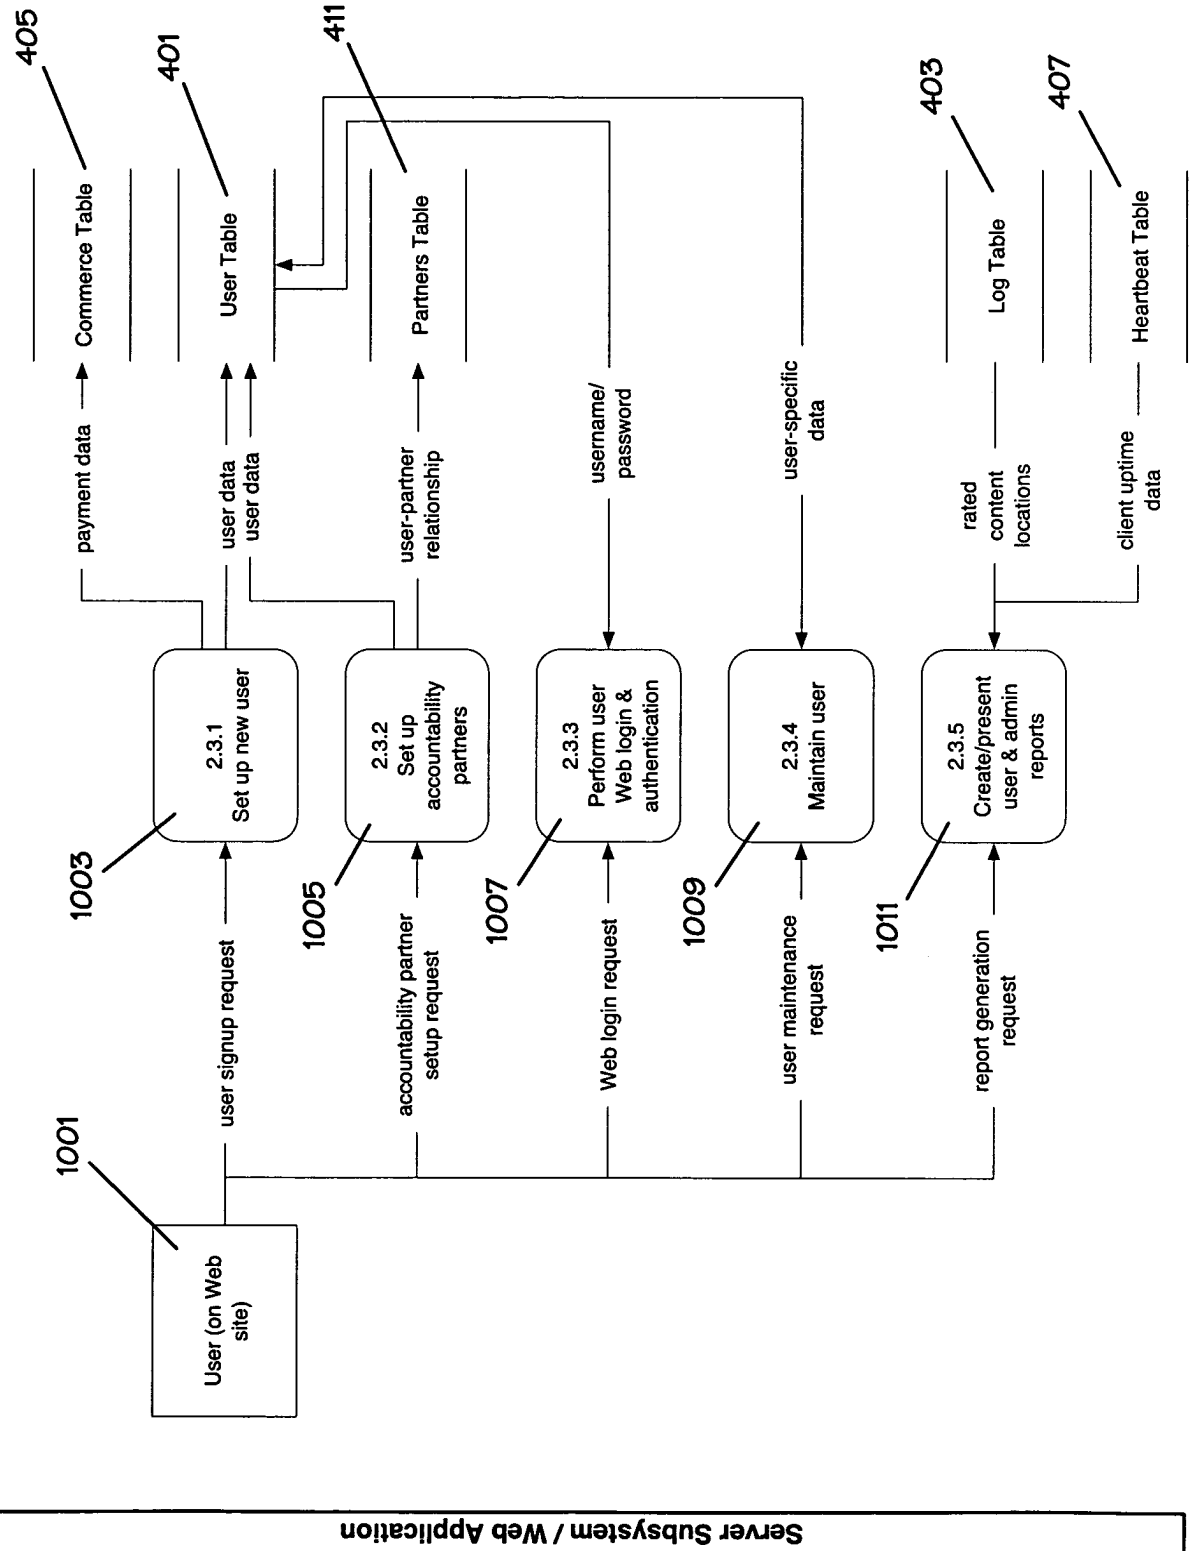 405
401
411
403
407
Commerce Table
User Table
Partners Table
Log Table
Heartbeat Table
payment data
user data
user data
user-partner
relationship
username/
password
user-specific
data
rated
content
locations
client uptime
data
2.3.1
Set up new user
2.3.2
Set up
accountability
partners
2.3.3
Perform user
Web login &
authentication
2.3.4
Maintain user
2.3.5
Create/present
user & admin
reports
1003
1005
1007
1009
1011
user signup request
accountability partner
setup request
Web login request
user maintenance
request
report generation
request
1001
User (on Web
site)
Server Subsystem / Web Application